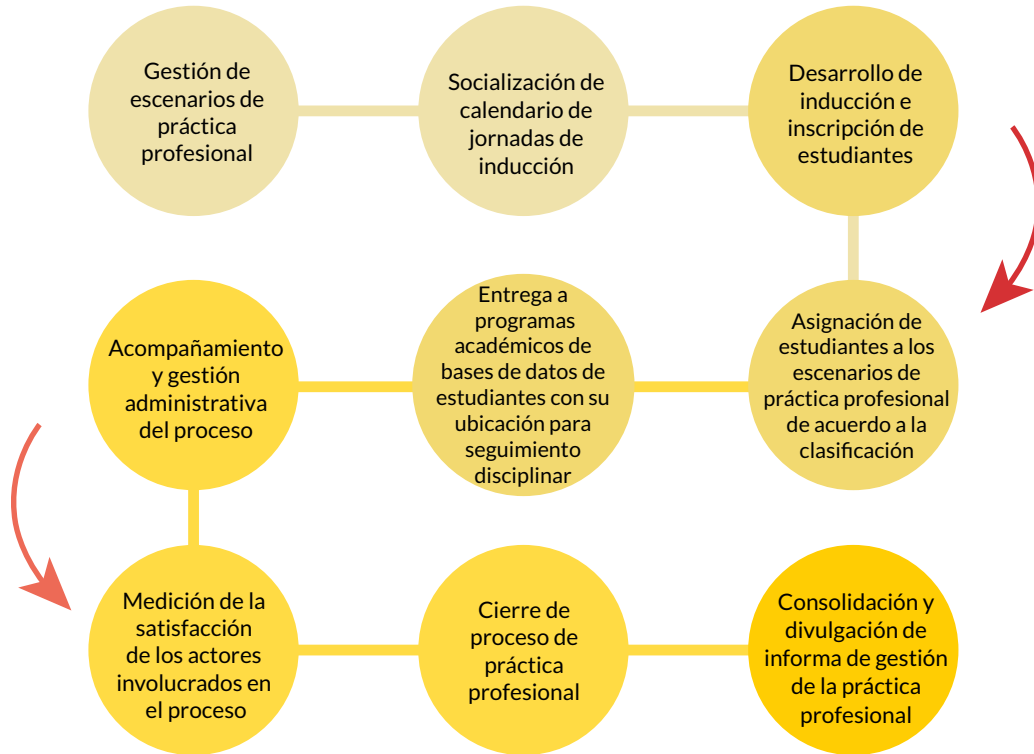 Gestión de
escenarios de
práctica
profesional
Socialización de
calendario de
jornadas de
inducción
Desarrollo de
inducción e
inscripción de
estudiantes
Asignación de
estudiantes a los
escenarios de
práctica profesional
de acuerdo a la
clasificación
Entrega a
programas
académicos de
bases de datos de
estudiantes con su
ubicación para
seguimiento
disciplinar
Acompañamiento
y gestión
administrativa
del proceso
Medición de la
satisfacción
de los actores
involucrados en
el proceso
Cierre de
proceso de
práctica
profesional
Consolidación y
divulgación de
informa de gestión
de la práctica
profesional